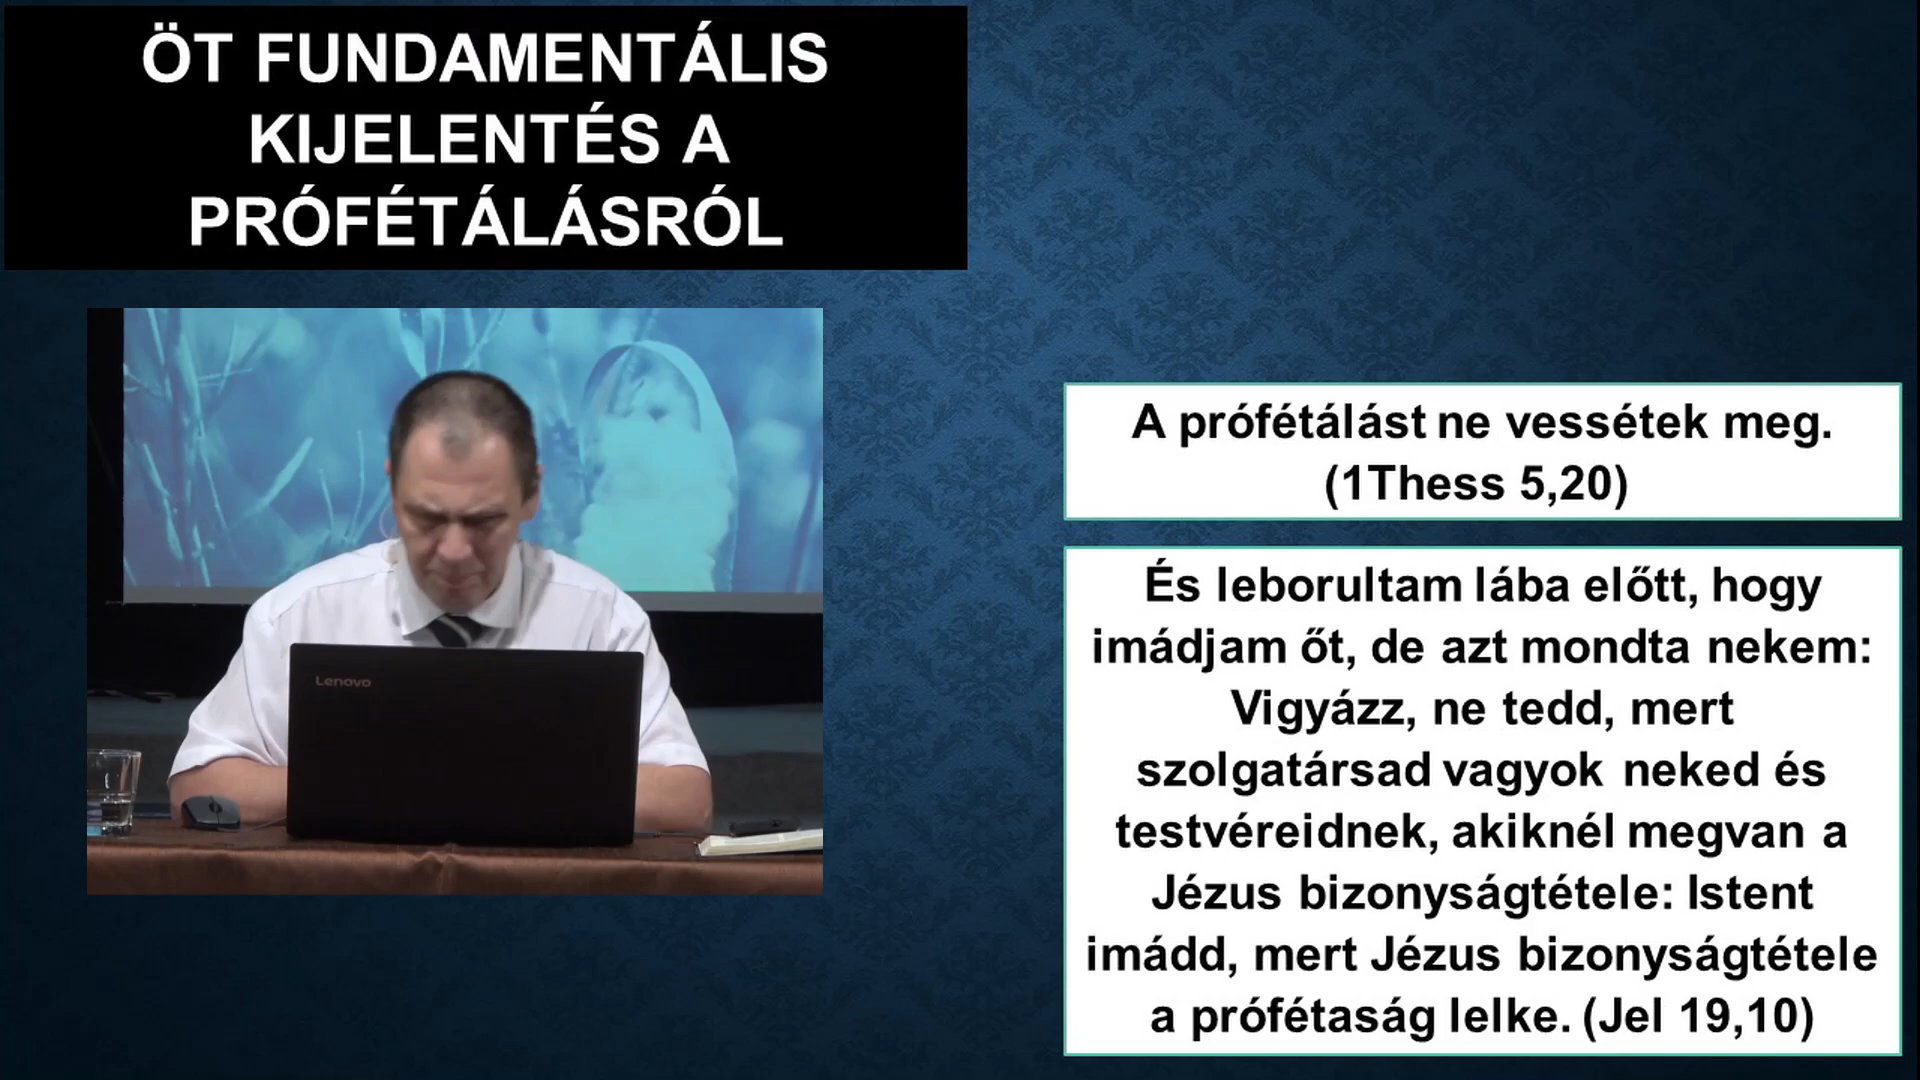 ÖT FUNDAMENTÁLIS
KIJELENTÉS A
PRÓFÉTÁLÁSRÓL
Lenovo
A prófétálást ne vessétek meg.
(1Thess 5,20)
És leborultam lába előtt, hogy
imádjam őt, de azt mondta nekem:
Vigyázz, ne tedd, mert
szolgatársad vagyok neked és
testvéreidnek, akiknél megvan a
Jézus bizonyságtétele: Istent
imádd, mert Jézus bizonyságtétele
a prófétaság lelke. (Jel 19,10)